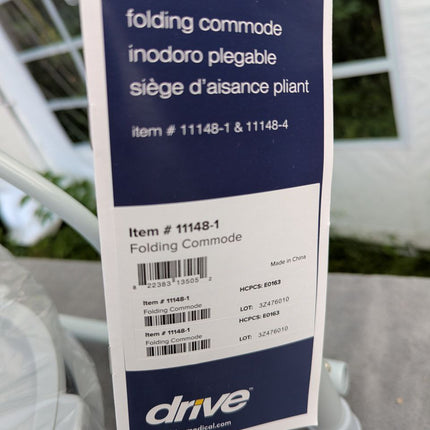 folding commode
inodoro plegable
siège d'aisance pliant
item # 11148-1 & 11148-4
Item # 11148-1
Folding Commode
Made in China
8 22383 13505 2
HCPCS: E0163
Item # 11148-1
Folding Commode
LOT: 3Z476010
HCPCS: E0163
Item # 11148-1
Folding Commode
LOT: 3Z476010
drive
medical.com